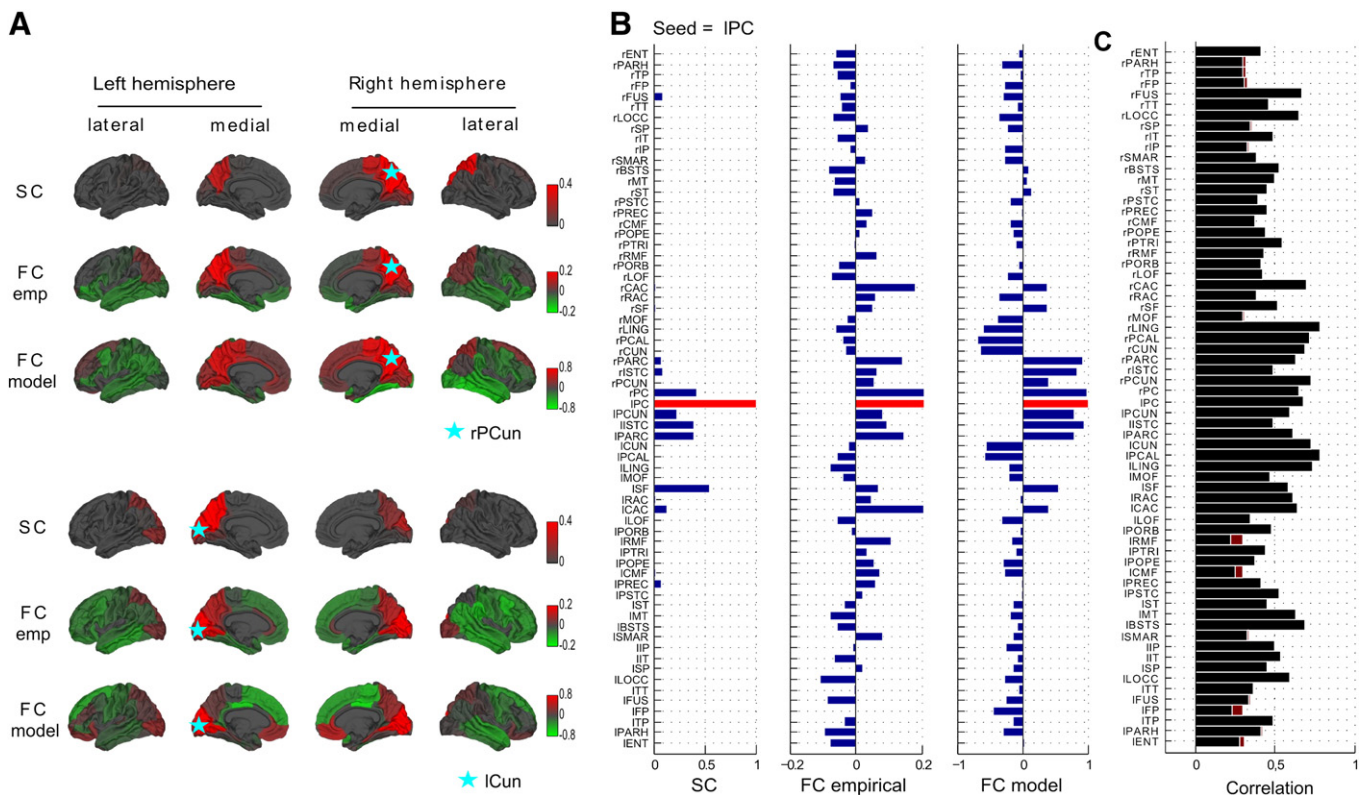 A
Left hemisphere
Right hemisphere
lateral
medial
medial
lateral
SC
0.4
0
FC
emp
0.2
0
-0.2
FC
model
0.8
0
-0.8
rPCun
SC
0.4
0
FC
emp
0.2
0
-0.2
FC
model
0.8
0
-0.8
lCun
B
Seed = lPC
rENT
rPARH
rTP
rFP
rFUS
rTT
rLOCC
rSP
rIT
rIP
rSMAR
rBSTS
rMT
rST
rPSTC
rPREC
rCMF
rPOPE
rPTRI
rRMF
rPORB
rLOF
rCAC
rRAC
rSF
rMOF
rLING
rPCAL
rCUN
rPARC
rISTC
rPCUN
rPC
lPC
lPCUN
lISTC
lPARC
lCUN
lPCAL
lLING
lMOF
lSF
lRAC
lCAC
lLOF
lPORB
lRMF
lPTRI
lPOPE
lCMF
lPREC
lPSTC
lST
lMT
lBSTS
lSMAR
lIP
lIT
lSP
lLOCC
lTT
lFUS
lFP
lTP
lPARH
lENT
0
0.5
1
SC
−0.2
0
0.2
FC empirical
−1
0
1
FC model
C
rENT
rPARH
rTP
rFP
rFUS
rTT
rLOCC
rSP
rIT
rIP
rSMAR
rBSTS
rMT
rST
rPSTC
rPREC
rCMF
rPOPE
rPTRI
rRMF
rPORB
rLOF
rCAC
rRAC
rSF
rMOF
rLING
rPCAL
rCUN
rPARC
rISTC
rPCUN
rPC
lPC
lPCUN
lISTC
lPARC
lCUN
lPCAL
lLING
lMOF
lSF
lRAC
lCAC
lLOF
lPORB
lRMF
lPTRI
lPOPE
lCMF
lPREC
lPSTC
lST
lMT
lBSTS
lSMAR
lIP
lIT
lSP
lLOCC
lTT
lFUS
lFP
lTP
lPARH
lENT
0
0,5
1
Correlation